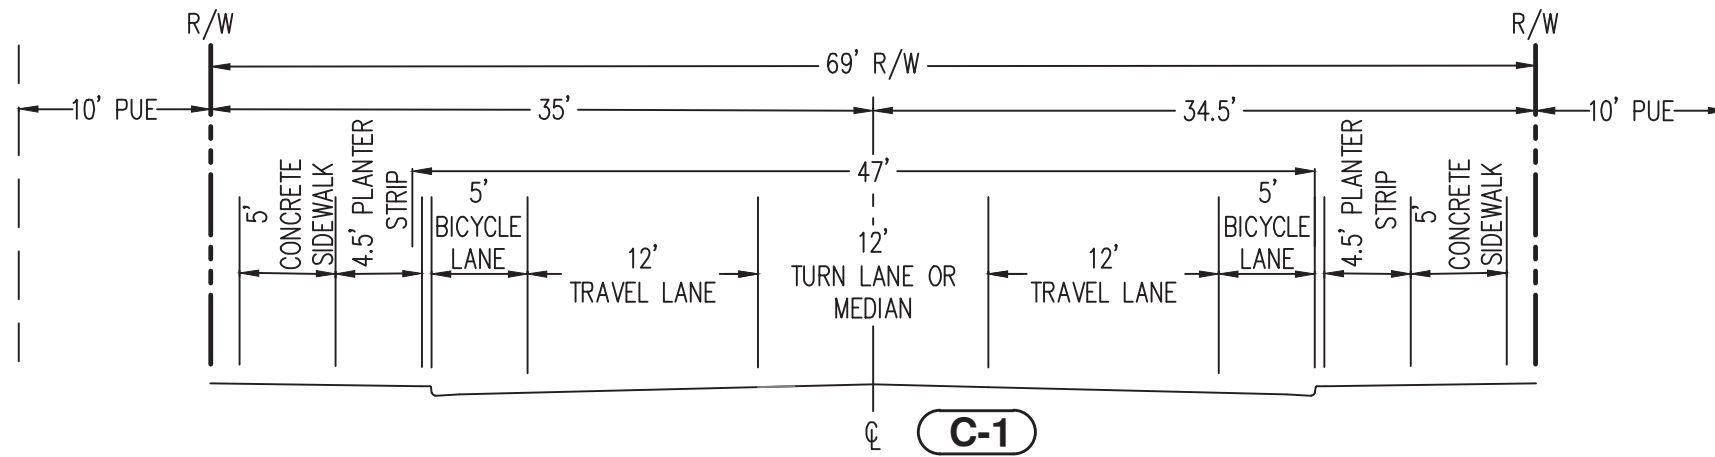 R/W
R/W
69' R/W
10' PUE
35'
34.5'
10' PUE
47'
5'
CONCRETE
SIDEWALK
4.5' PLANTER
STRIP
5'
BICYCLE
LANE
12'
TRAVEL LANE
12'
TURN LANE OR
MEDIAN
12'
TRAVEL LANE
5'
BICYCLE
LANE
4.5' PLANTER
STRIP
5'
CONCRETE
SIDEWALK
℄
C-1